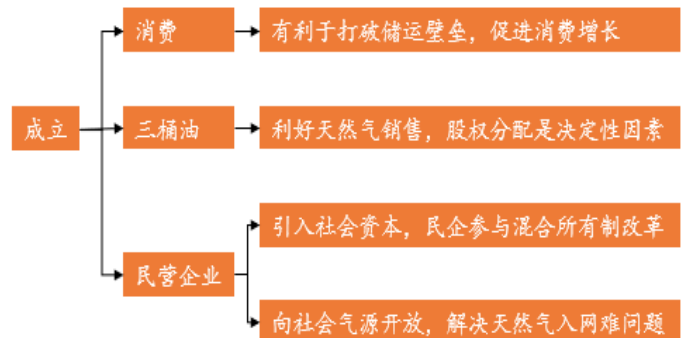 消费
有利于打破储运壁垒，促进消费增长
成立
三桶油
利好天然气销售，股权分配是决定性因素
引入社会资本，民企参与混合所有制改革
民营企业
向社会气源开放，解决天然气入网难问题